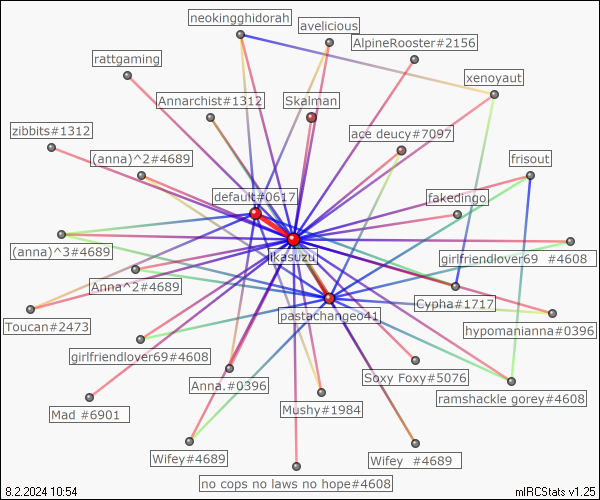 neokingghidorah
avelicious
AlpineRooster#2156
rattgaming
xenoyaut
Annarchist#1312
Skalman
zibbits#1312
ace deucy#7097
(anna)^2#4689
frisout
default#0617
fakedingo
(anna)^3#4689
ikasuzu
girlfriendlove69 #4608
Anna^2#4689
Cypha#1717
Toucan#2473
pastachangeo41
hypomanianna#0396
girlfriendlover69#4608
Soxy Foxy#5076
Anna.#0396
ramshackle gorey#4608
Mad #6901
Mushy#1984
Wifey#4689
Wifey #4689
no cops no laws no hope#4608
8.2.2024 10:54
mIRCStats v1.25